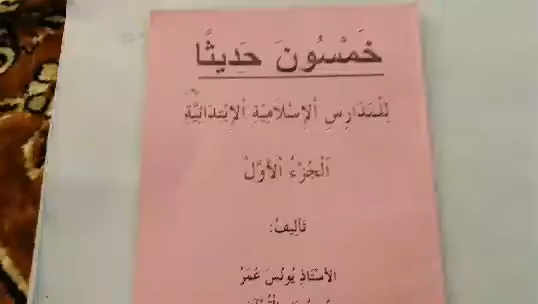 خَمْسُونَ حَدِيثًا
لِلْمَدَارِسِ الْإِسْلَامِيَّةِ الْإِبْتِدَائِيَّةِ
اَلْجُزْءُ الْأَوَّلُ
تَأْلِيفُ:
الْأُسْتَاذِ يُونُسَ عُمَرَ